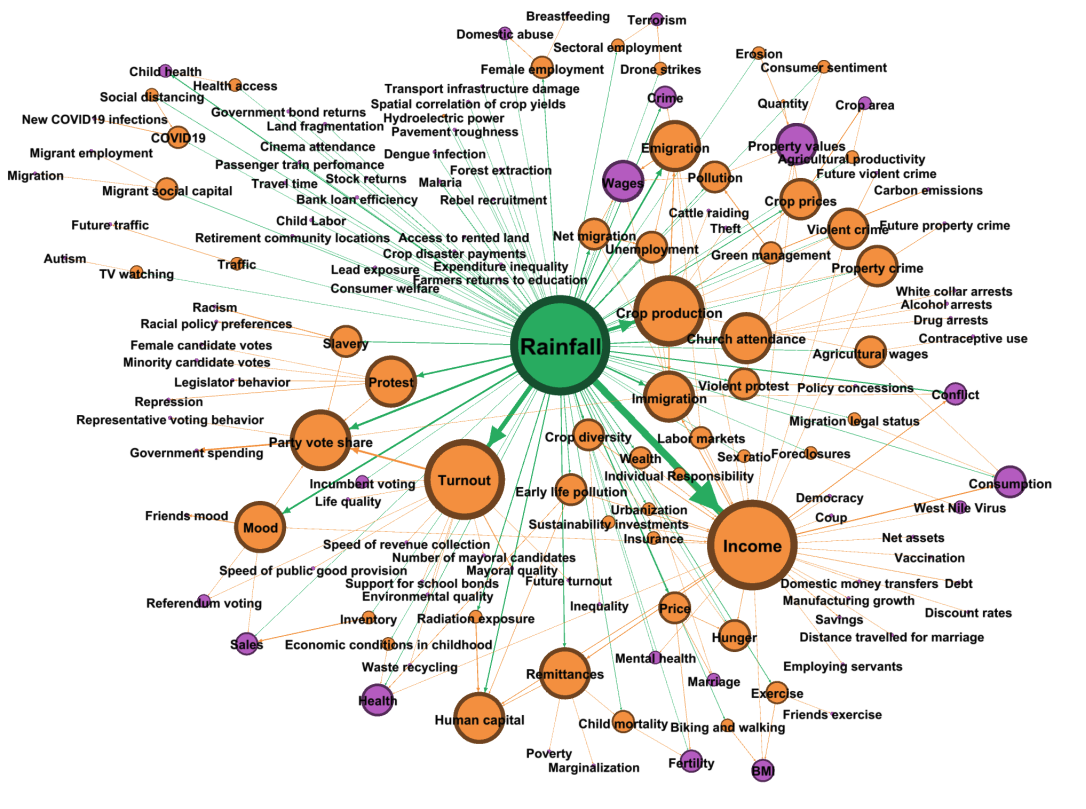 Breastfeeding
Terrorism
Domestic abuse
Sectoral employment
Erosion
Female employment
Drone strikes
Consumer sentiment
Child health
Health access
Transport infrastructure damage
Crime
Quantity
Crop area
Social distancing
Spatial correlation of crop yields
Government bond returns
Hydroelectric power
New COVID19 infections
Land fragmentation
Pavement roughness
COVID19
Cinema attendance
Emigration
Property values
Migrant employment
Dengue infection
Agricultural productivity
Passenger train perfomance
Forest extraction
Future violent crime
Migration
Stock returns
Malaria
Wages
Pollution
Travel time
Migrant social capital
Carbon emissions
Bank loan efficiency
Rebel recruitment
Crop prices
Cattle raiding
Child Labor
Future traffic
Theft
Violent crime
Future property crime
Retirement community locations
Access to rented land
Net migration
Unemployment
Crop disaster payments
Green management
Autism
TV watching
Traffic
Lead exposure
Expenditure inequality
Property crime
Farmers returns to education
Consumer welfare
White collar arrests
Racism
Alcohol arrests
Racial policy preferences
Crop production
Drug arrests
Female candidate votes
Slavery
Rainfall
Church attendance
Contraceptive use
Minority candidate votes
Agricultural wages
Legislator behavior
Protest
Violent protest
Policy concessions
Conflict
Repression
Immigration
Representative voting behavior
Migration legal status
Party vote share
Crop diversity
Labor markets
Government spending
Wealth
Sex ratio
Foreclosures
Turnout
Individual Responsibility
Incumbent voting
Early life pollution
Consumption
Life quality
Democracy
Friends mood
Mood
Urbanization
West Nile Virus
Sustainability investments
Coup
Speed of revenue collection
Insurance
Income
Net assets
Number of mayoral candidates
Vaccination
Speed of public good provision
Mayoral quality
Support for school bonds
Future turnout
Domestic money transfers
Debt
Environmental quality
Referendum voting
Inequality
Price
Manufacturing growth
Discount rates
Inventory
Radiation exposure
Savings
Sales
Economic conditions in childhood
Hunger
Distance travelled for marriage
Waste recycling
Mental health
Employing servants
Remittances
Marriage
Health
Exercise
Human capital
Child mortality
Biking and walking
Friends exercise
Poverty
Marginalization
Fertility
BMI